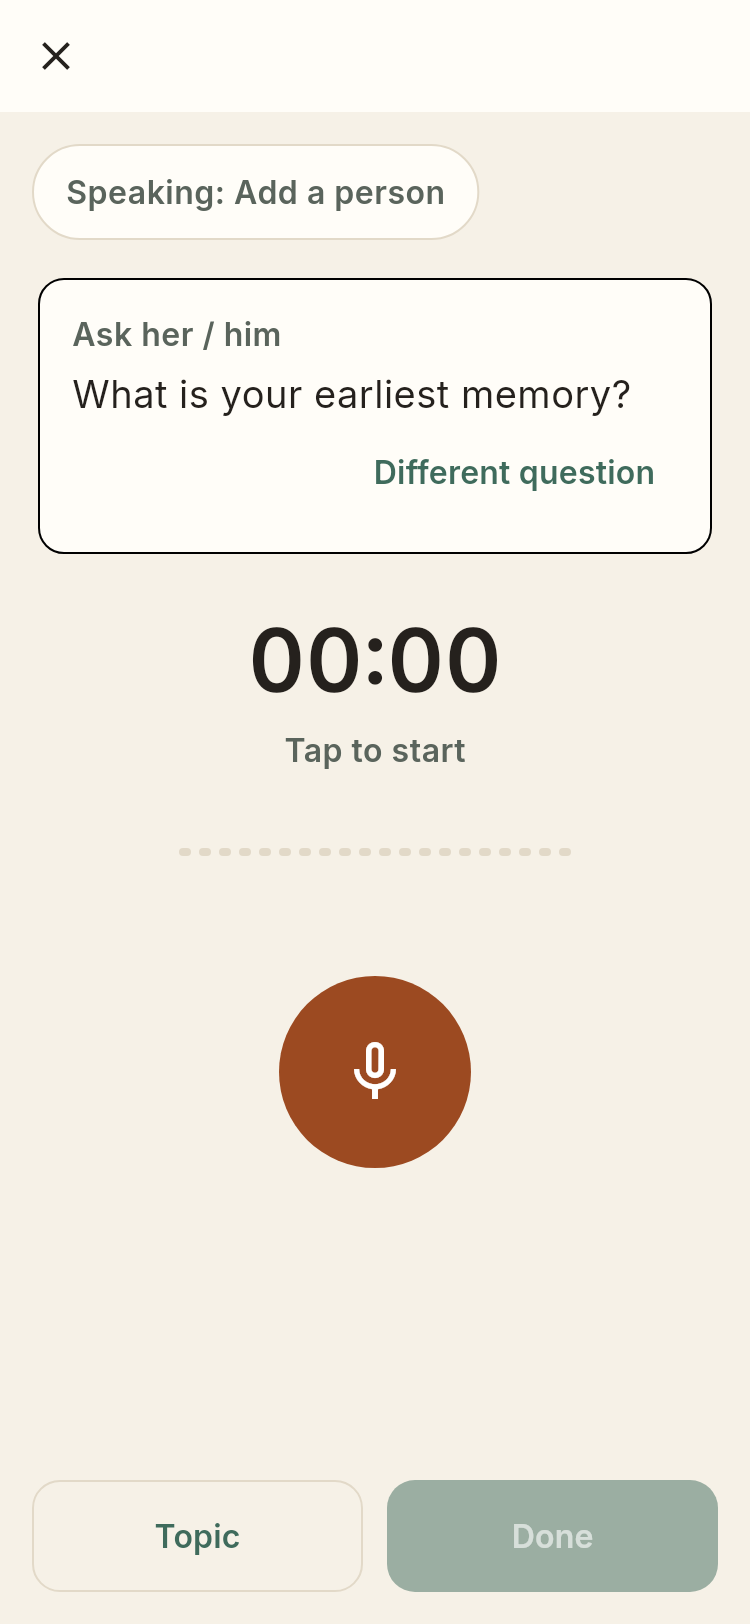 Speaking: Add a person
Ask her / him
What is your earliest memory?
Different question
00:00
Tap to start
Topic
Done